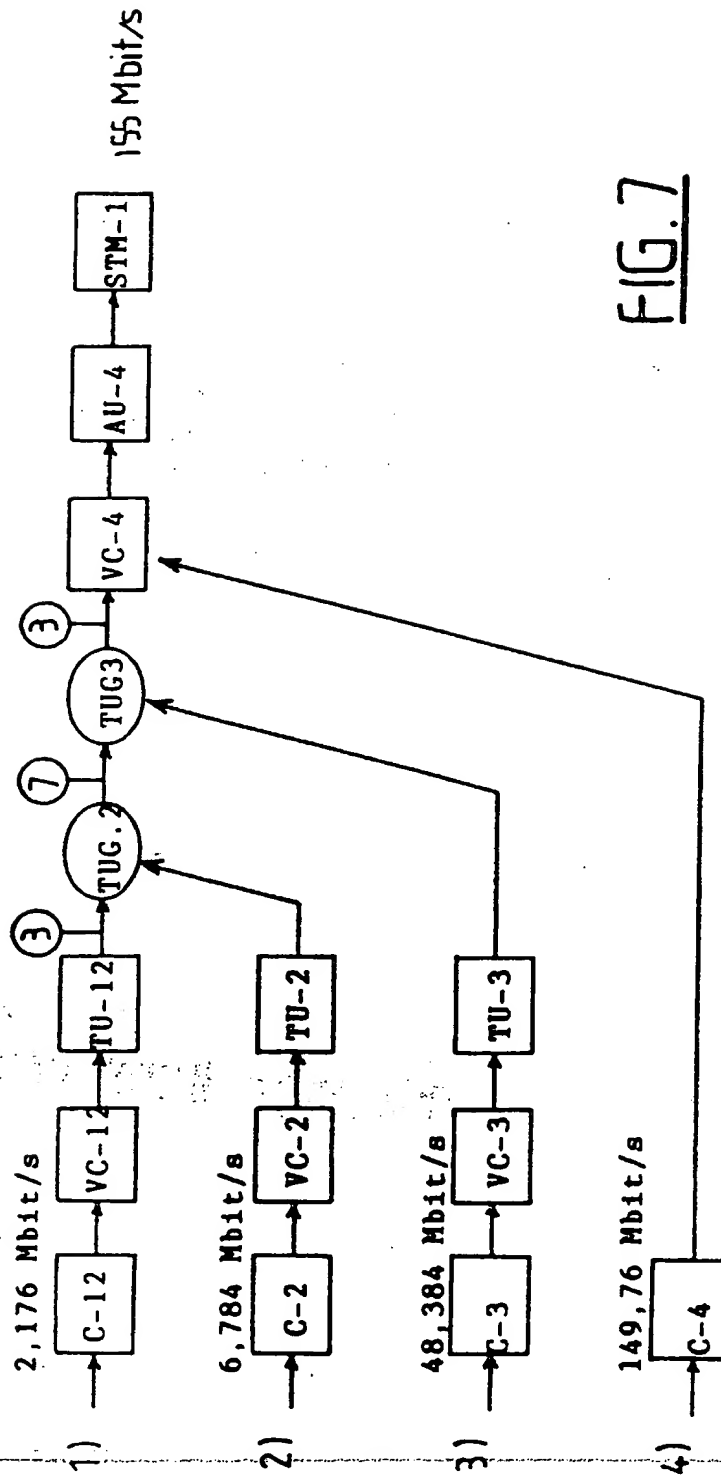 2,176 Mbit/s
1)
C-12
VC-12
TU-12
3
TUG.2
7
TUG3
3
VC-4
AU-4
STM-1
155 Mbit/s
6,784 Mbit/s
2)
C-2
VC-2
TU-2
48,384 Mbit/s
3)
C-3
VC-3
TU-3
149,76 Mbit/s
4)
C-4
FIG. 7